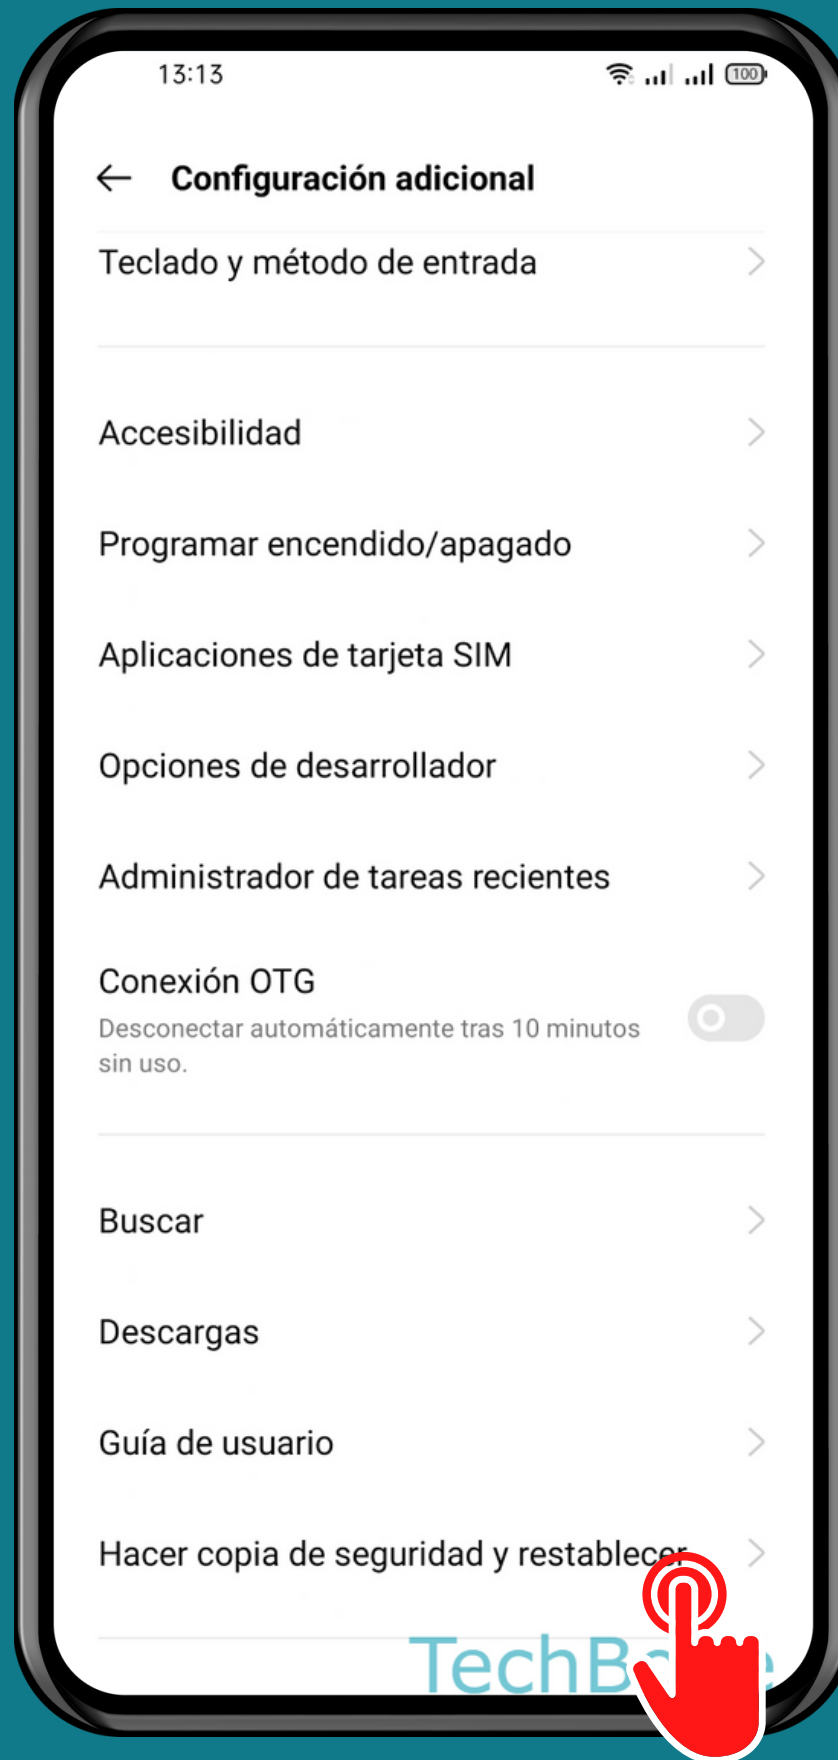 13:13
100
Configuración adicional
Teclado y método de entrada
Accesibilidad
Programar encendido/apagado
Aplicaciones de tarjeta SIM
Opciones de desarrollador
Administrador de tareas recientes
Conexión OTG
Desconectar automáticamente tras 10 minutos
sin uso.
Buscar
Descargas
Guía de usuario
Hacer copia de seguridad y restablecer